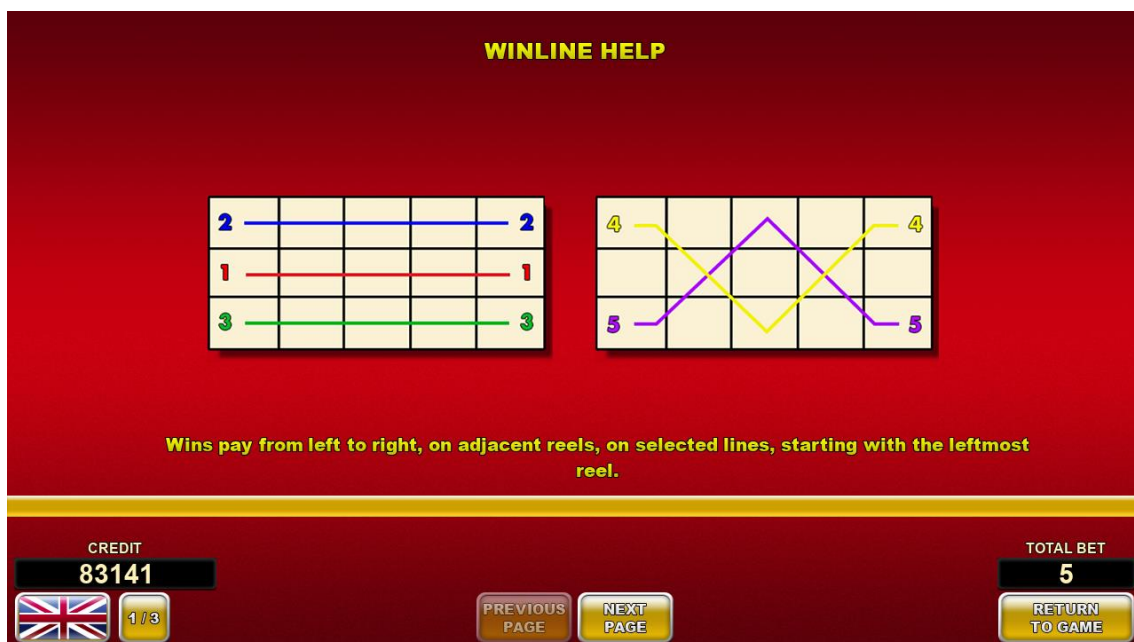 WINLINE HELP
2 2
1 1
3 3
4 4
5 5
Wins pay from left to right, on adjacent reels, on selected lines, starting with the leftmost
reel.
CREDIT
83141
1 / 3
PREVIOUS
PAGE
NEXT
PAGE
TOTAL BET
5
RETURN
TO GAME